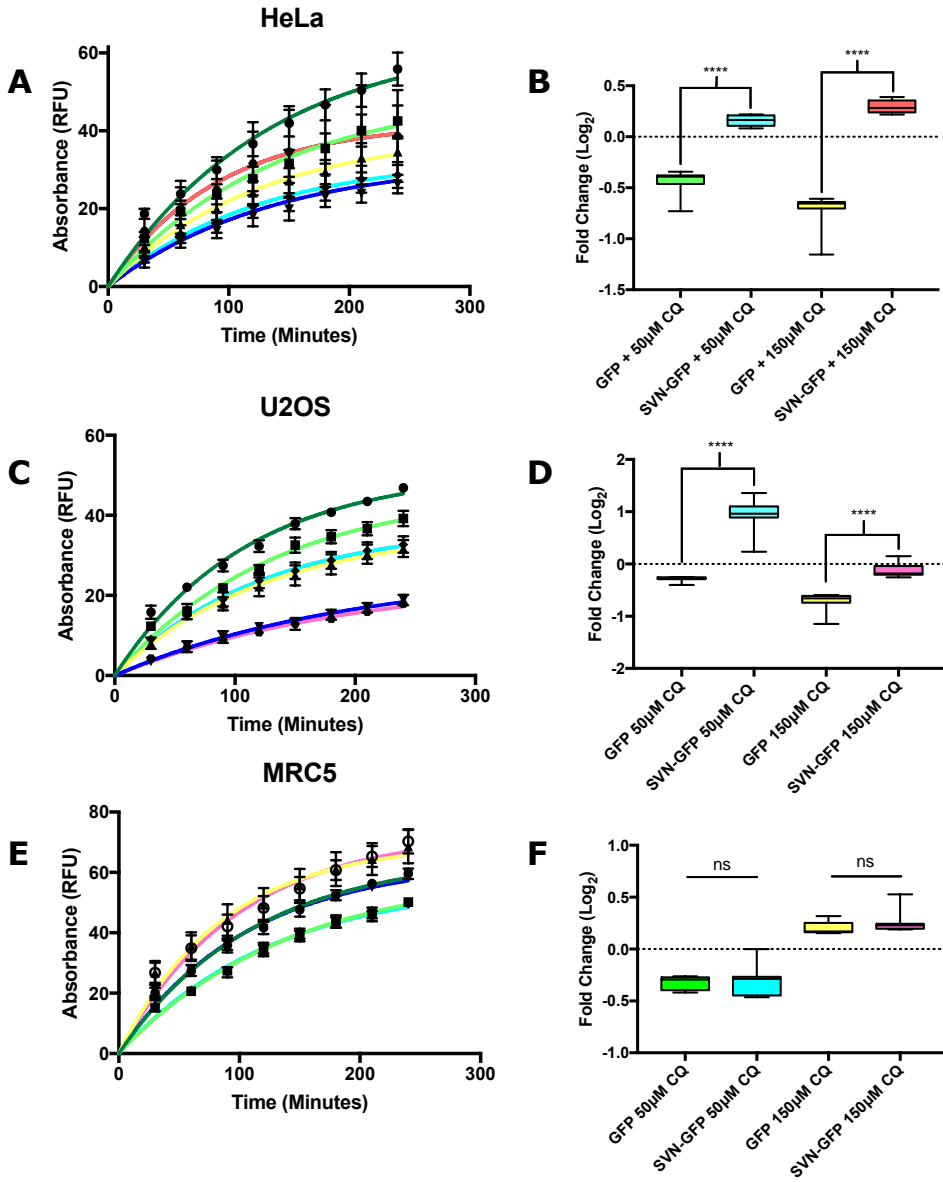 HeLa
A
Absorbance (RFU)
60
40
20
0
0 100 200 300
Time (Minutes)
B
Fold Change (Log2)
0.5
0.0
-0.5
-1.0
-1.5
**** ****
GFP + 50µM CQ
SVN-GFP + 50µM CQ
GFP + 150µM CQ
SVN-GFP + 150µM CQ
U2OS
C
Absorbance (RFU)
60
40
20
0
0 100 200 300
Time (Minutes)
D
Fold Change (Log2)
2
1
0
-1
-2
**** ****
GFP 50µM CQ
SVN-GFP 50µM CQ
GFP 150µM CQ
SVN-GFP 150µM CQ
MRC5
E
Absorbance (RFU)
80
60
40
20
0
0 100 200 300
Time (Minutes)
F
Fold Change (Log2)
1.0
0.5
0.0
-0.5
-1.0
ns ns
GFP 50µM CQ
SVN-GFP 50µM CQ
GFP 150µM CQ
SVN-GFP 150µM CQ